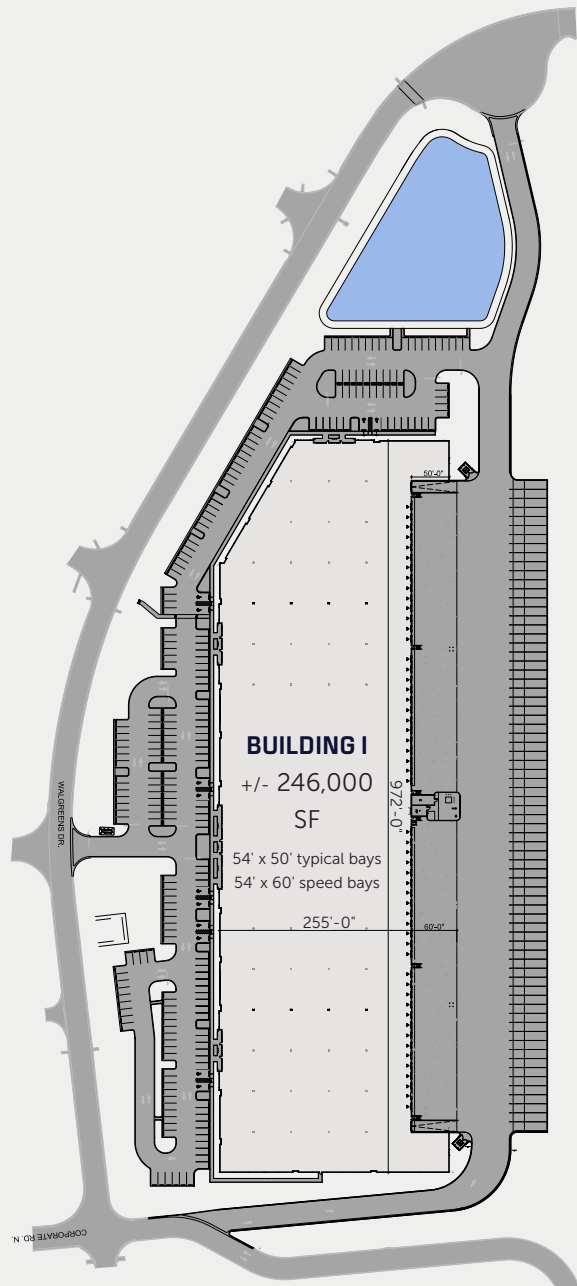 50'-0"
BUILDING I
+/- 246,000
SF
972'-0"
54' x 50' typical bays
54' x 60' speed bays
255'-0"
60'-0"
WALGREENS DR.
CORPORATE RD. N.